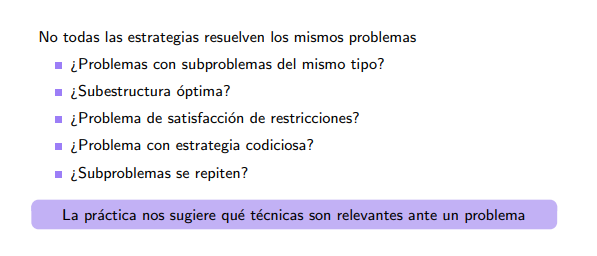 No todas las estrategias resuelven los mismos problemas
¿Problemas con subproblemas del mismo tipo?
¿Subestructura óptima?
¿Problema de satisfacción de restricciones?
¿Problema con estrategia codiciosa?
¿Subproblemas se repiten?
La práctica nos sugiere qué técnicas son relevantes ante un problema